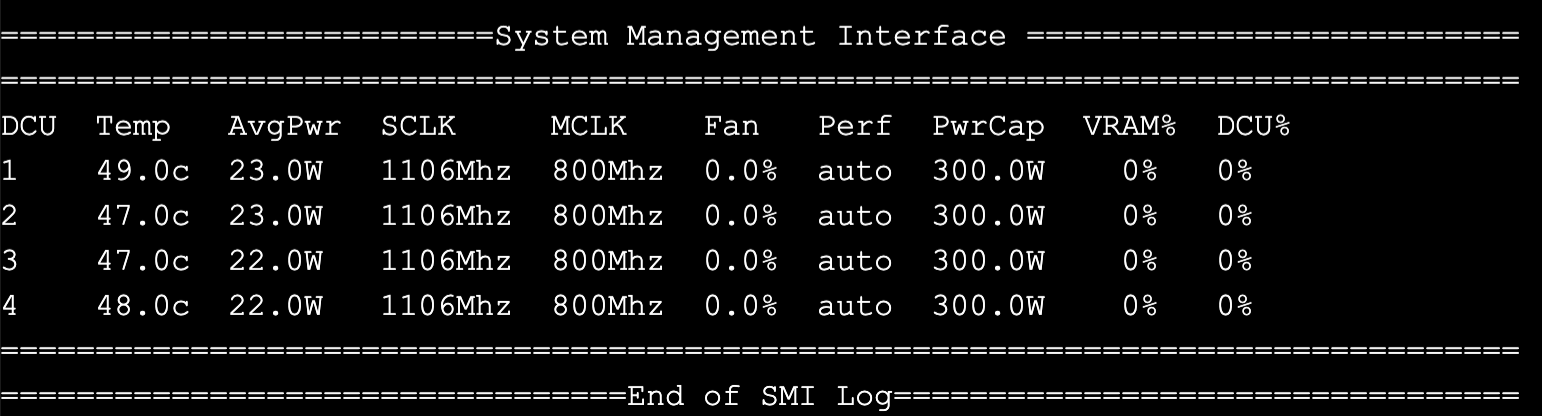 ==========================System Management Interface ==========================
================================================================================
DCU  Temp   AvgPwr  SCLK     MCLK    Fan   Perf  PwrCap  VRAM%  DCU%
1    49.0c  23.0W   1106Mhz  800Mhz  0.0%  auto  300.0W    0%   0%
2    47.0c  23.0W   1106Mhz  800Mhz  0.0%  auto  300.0W    0%   0%
3    47.0c  22.0W   1106Mhz  800Mhz  0.0%  auto  300.0W    0%   0%
4    48.0c  22.0W   1106Mhz  800Mhz  0.0%  auto  300.0W    0%   0%
================================================================================
=================================End of SMI Log=================================